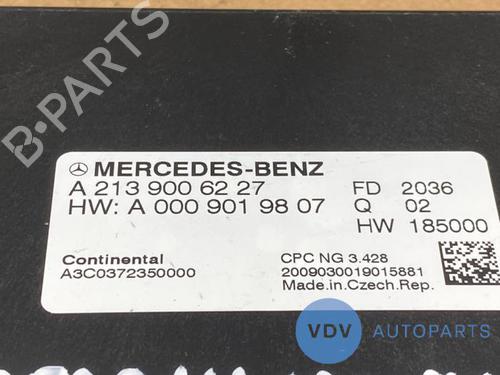 B-PARTS
MERCEDES-BENZ
A 213 900 62 27 FD 2036
HW: A 000 901 98 07 Q 02
HW 185000
Continental CPC NG 3.428
A3C0372350000 2009030019015881
Made in Czech.Rep.
VDV AUTOPARTS